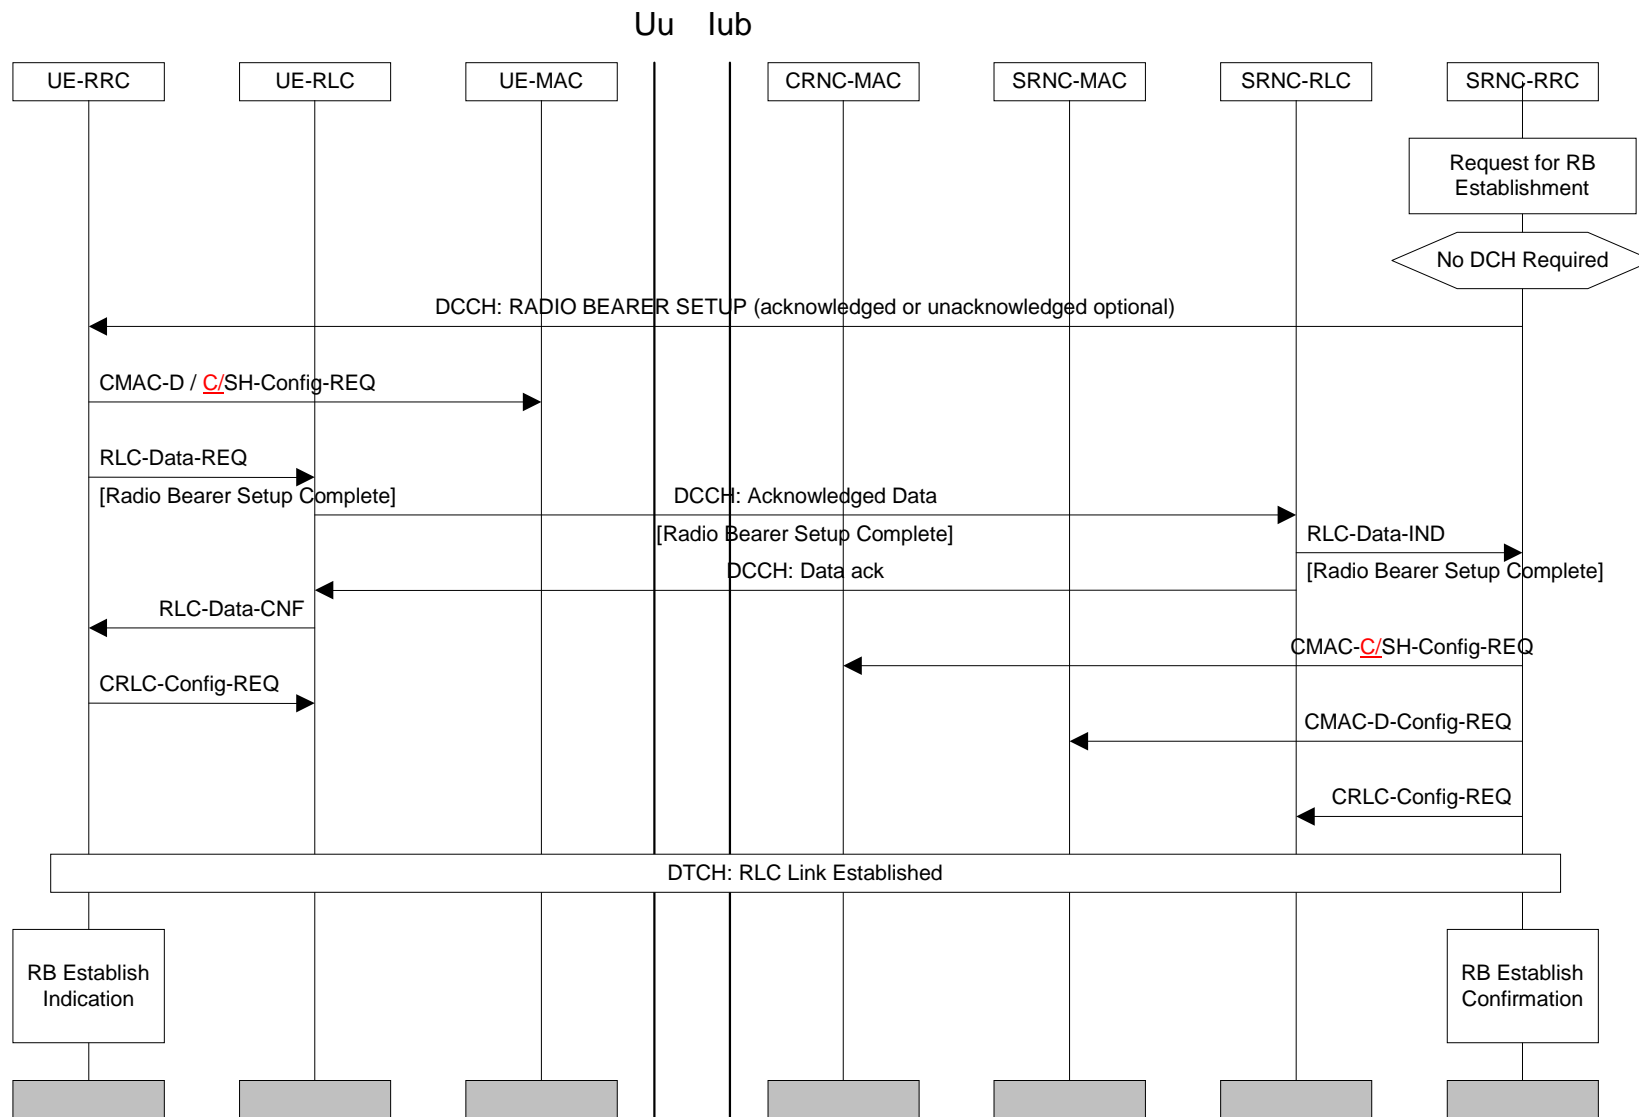 Uu Iub
UE-RRC UE-RLC UE-MAC CRNC-MAC SRNC-MAC SRNC-RLC SRNC-RRC
Request for RB
Establishment
No DCH Required
DCCH: RADIO BEARER SETUP (acknowledged or unacknowledged optional)
CMAC-D / C/SH-Config-REQ
RLC-Data-REQ
[Radio Bearer Setup Complete]
DCCH: Acknowledged Data
[Radio Bearer Setup Complete]
RLC-Data-IND
[Radio Bearer Setup Complete]
DCCH: Data ack
RLC-Data-CNF
CMAC-C/SH-Config-REQ
CRLC-Config-REQ
CMAC-D-Config-REQ
CRLC-Config-REQ
DTCH: RLC Link Established
RB Establish
Indication
RB Establish
Confirmation